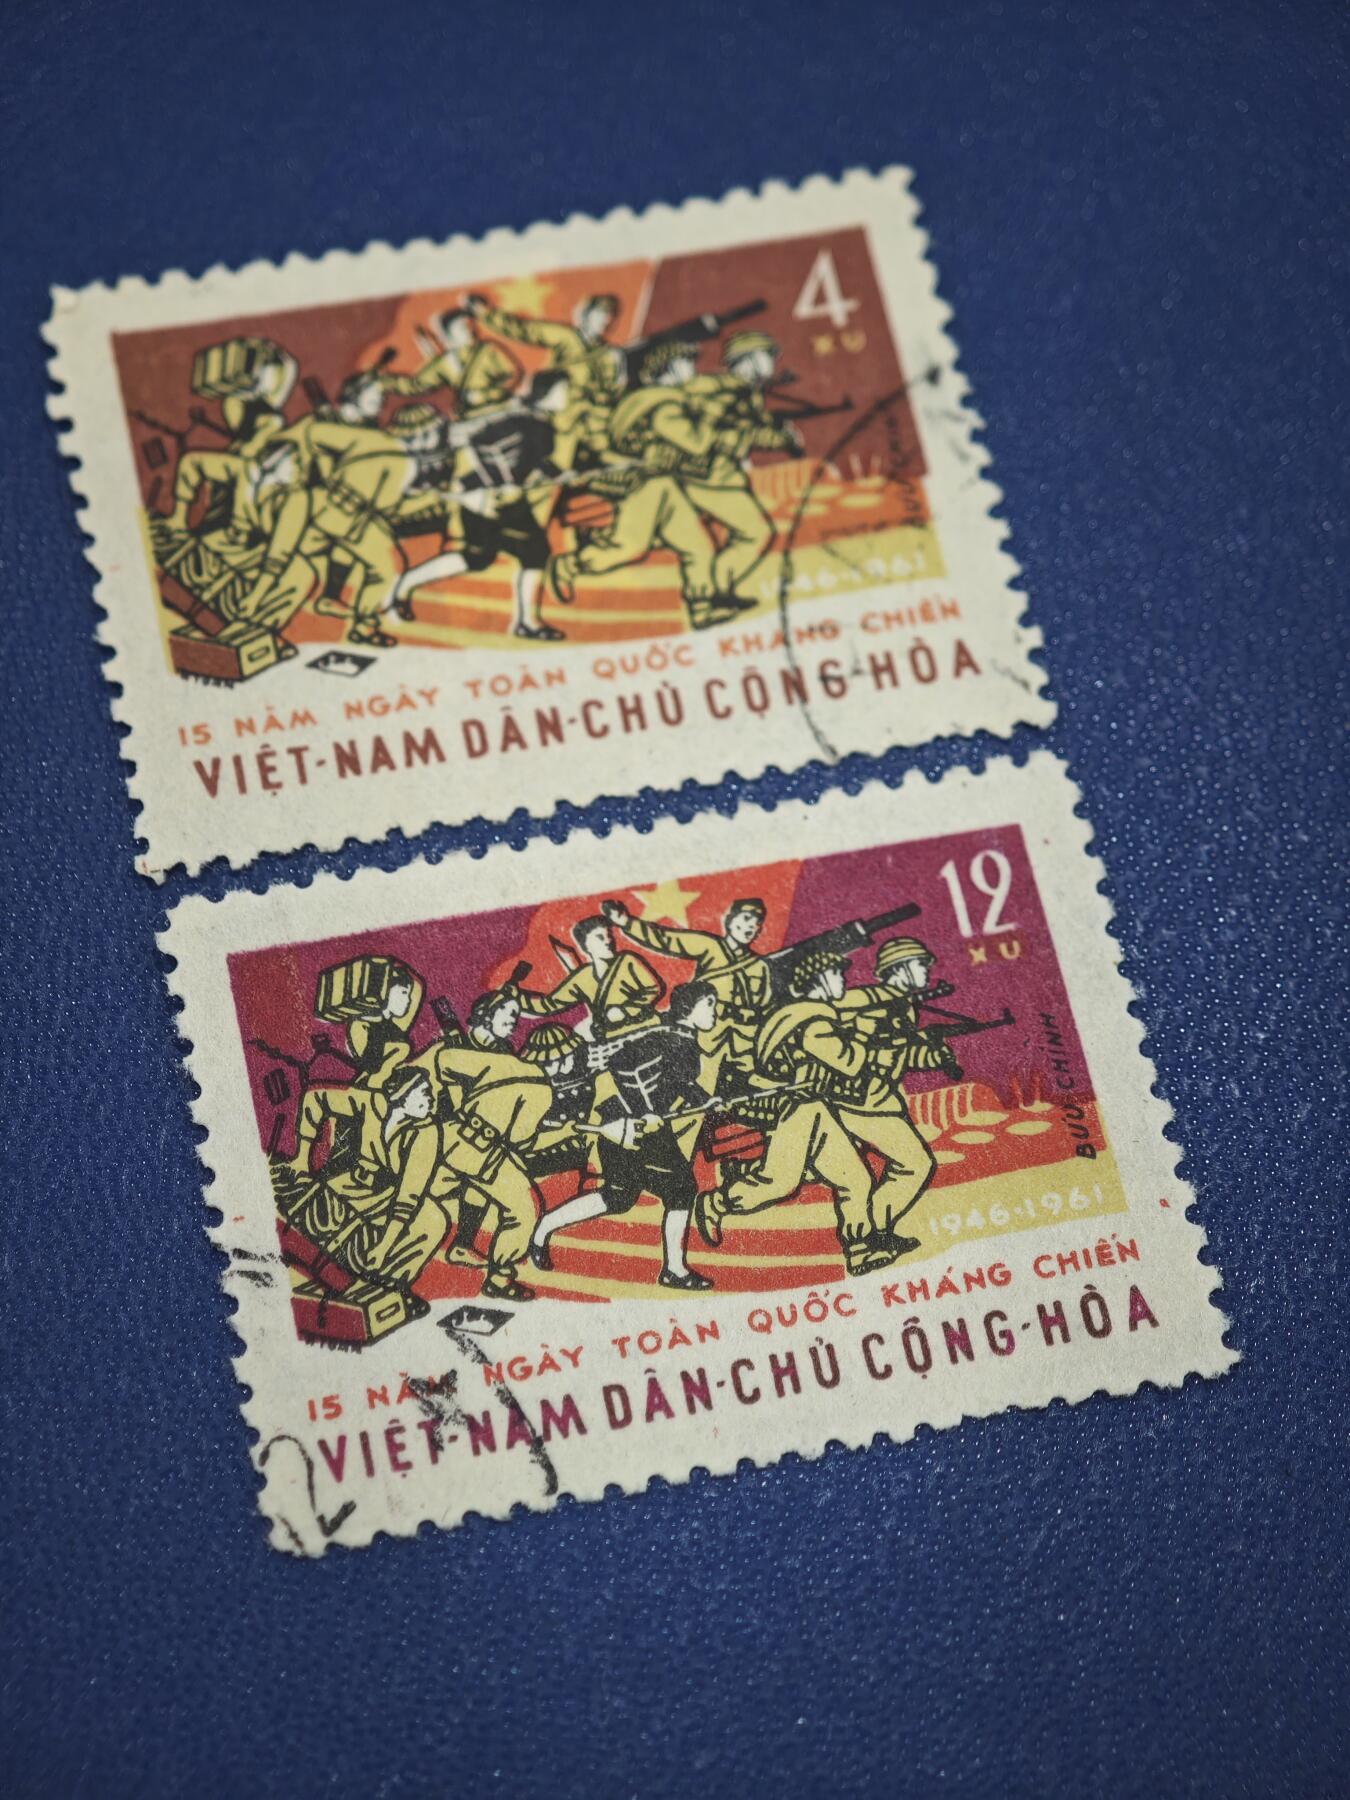 4
XU
BƯU-CHÍNH
1946-1961
15 NĂM NGÀY TOÀN QUỐC KHÁNG CHIẾN
VIỆT-NAM DÂN-CHỦ CỘNG-HÒA
12
XU
BƯU-CHÍNH
1946-1961
15 NĂM NGÀY TOÀN QUỐC KHÁNG CHIẾN
VIỆT-NAM DÂN-CHỦ CỘNG-HÒA